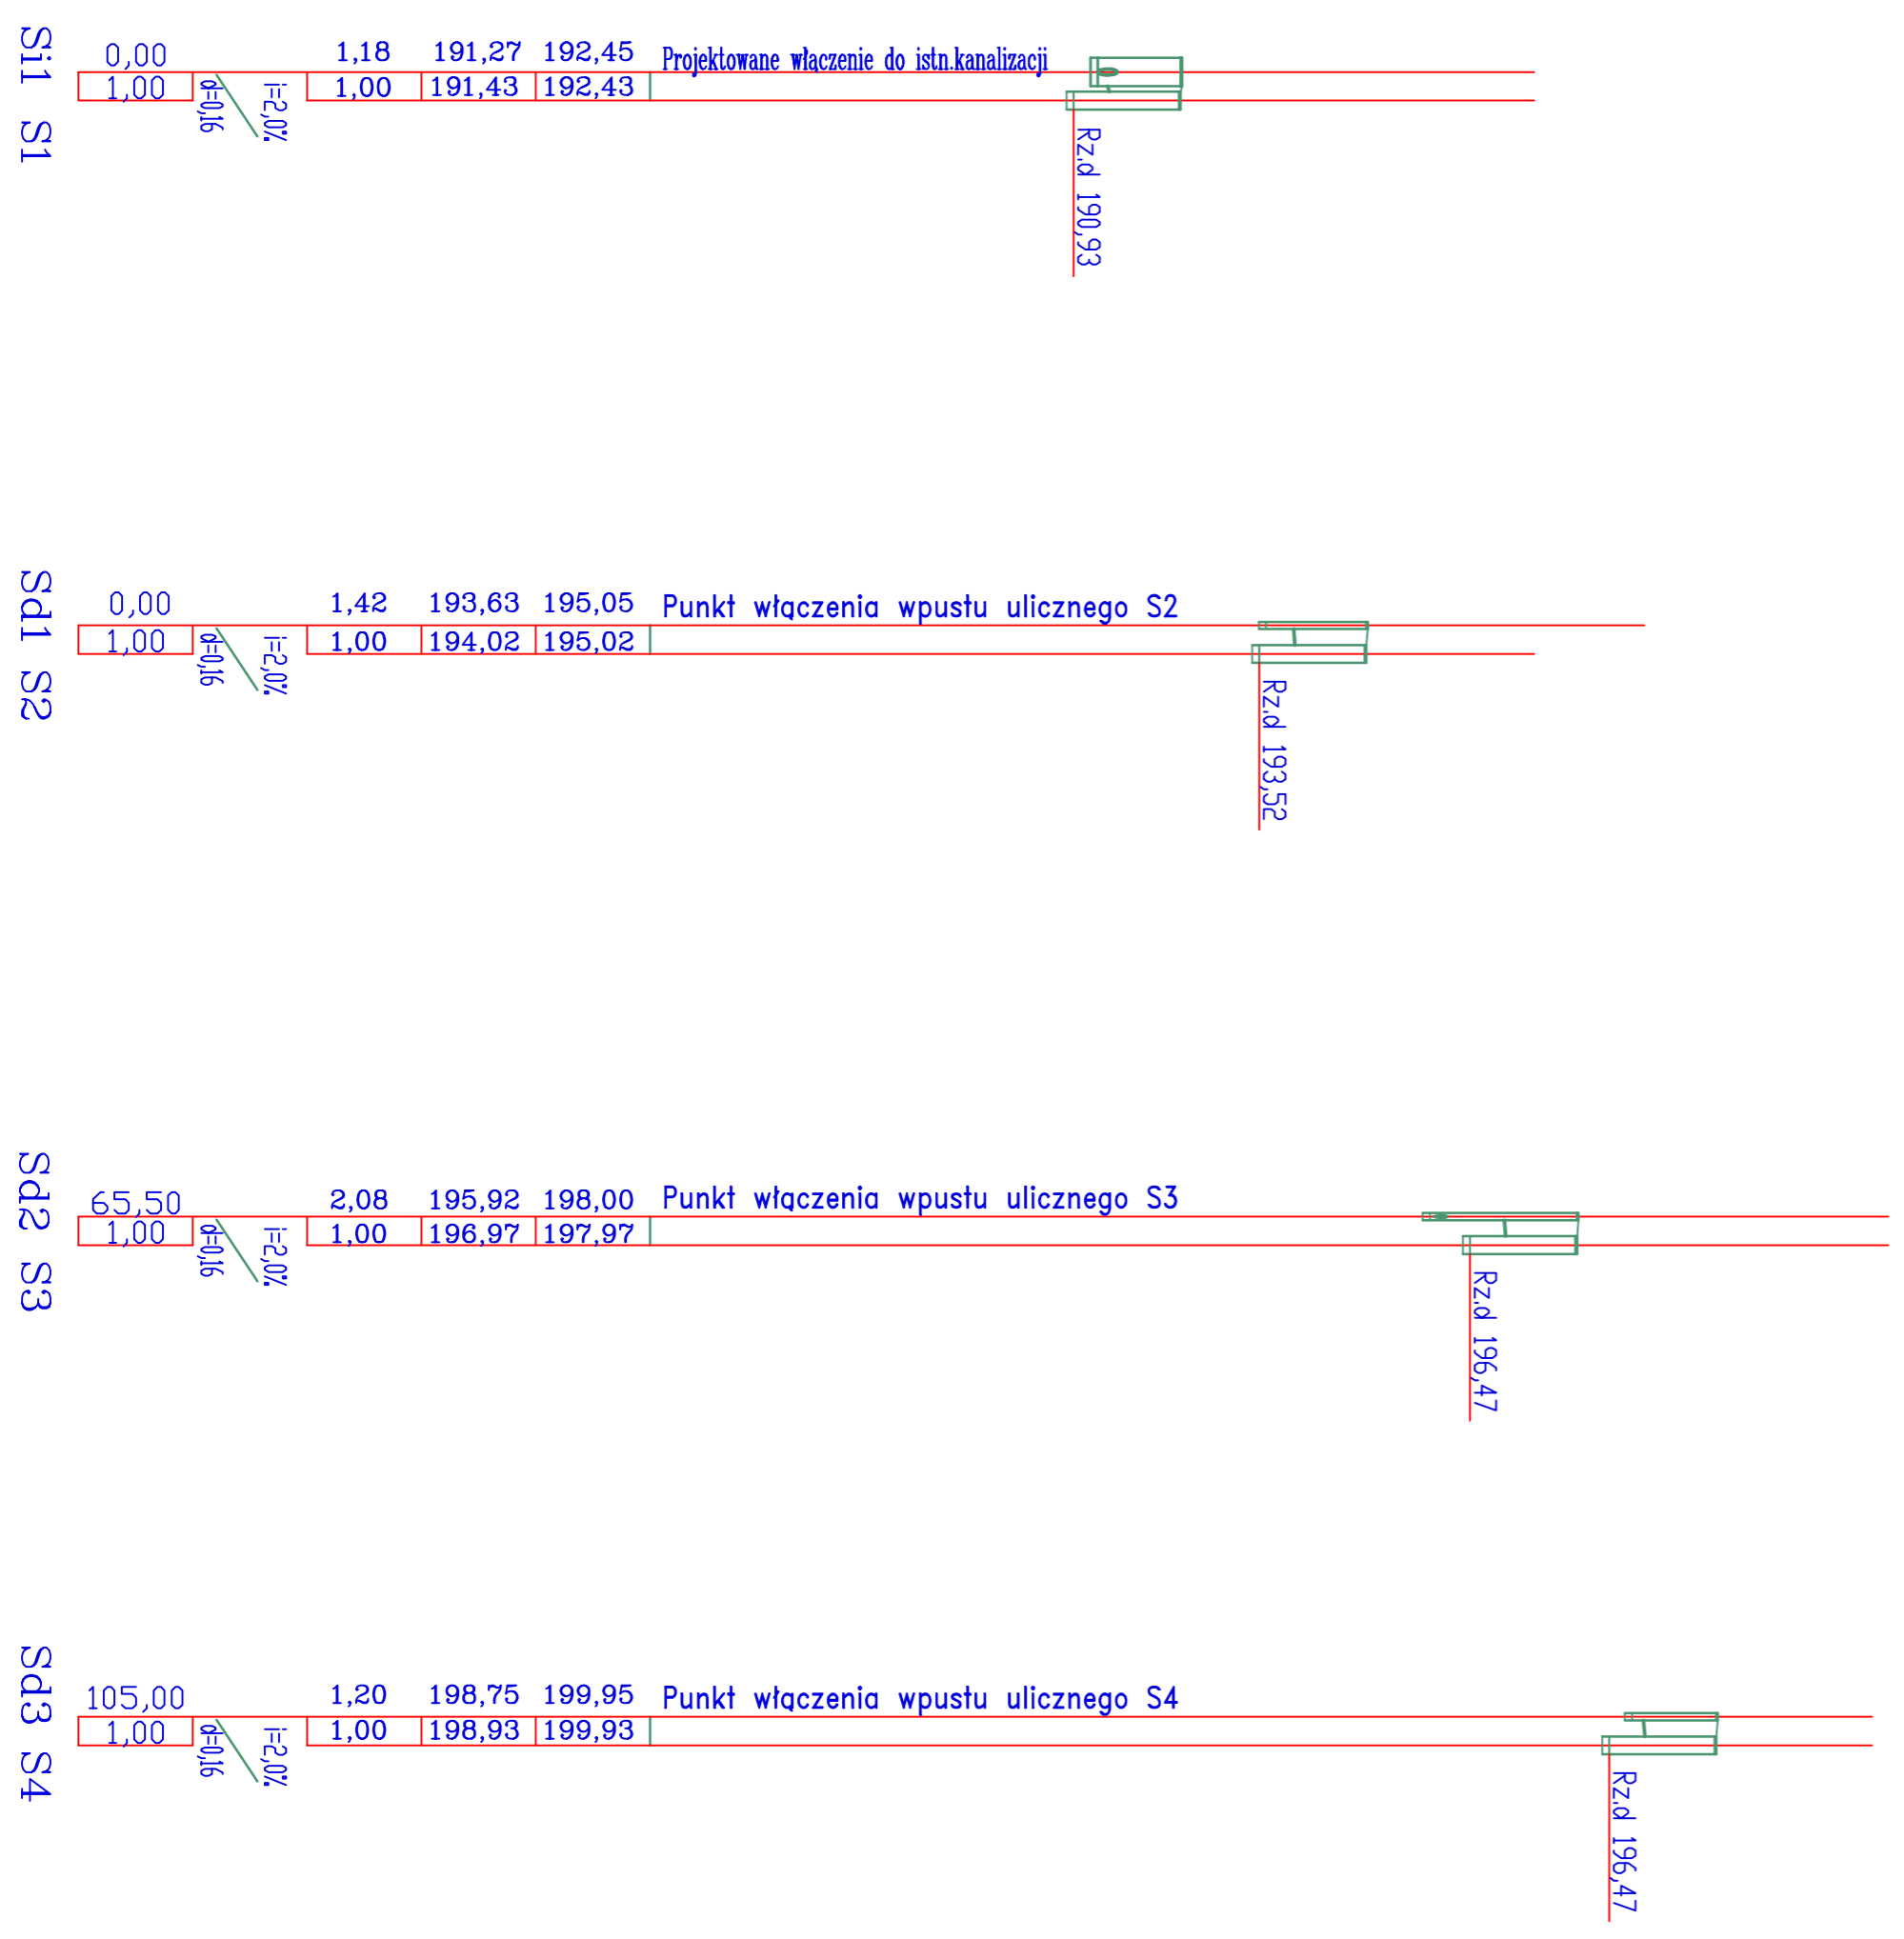 Si1 S1
0,00
1,00
d=0,16
i=2,0%
1,18 191,27 192,45 Projektowane włączenie do istn.kanalizacji
1,00 191,43 192,43
Rz.d 190,93
Sd1 S2
0,00
1,00
d=0,16
i=2,0%
1,42 193,63 195,05 Punkt włączenia wpustu ulicznego S2
1,00 194,02 195,02
Rz.d 193,52
Sd2 S3
65,50
1,00
d=0,16
i=2,0%
2,08 195,92 198,00 Punkt włączenia wpustu ulicznego S3
1,00 196,97 197,97
Rz.d 196,47
Sd3 S4
105,00
1,00
d=0,16
i=2,0%
1,20 198,75 199,95 Punkt włączenia wpustu ulicznego S4
1,00 198,93 199,93
Rz.d 196,47